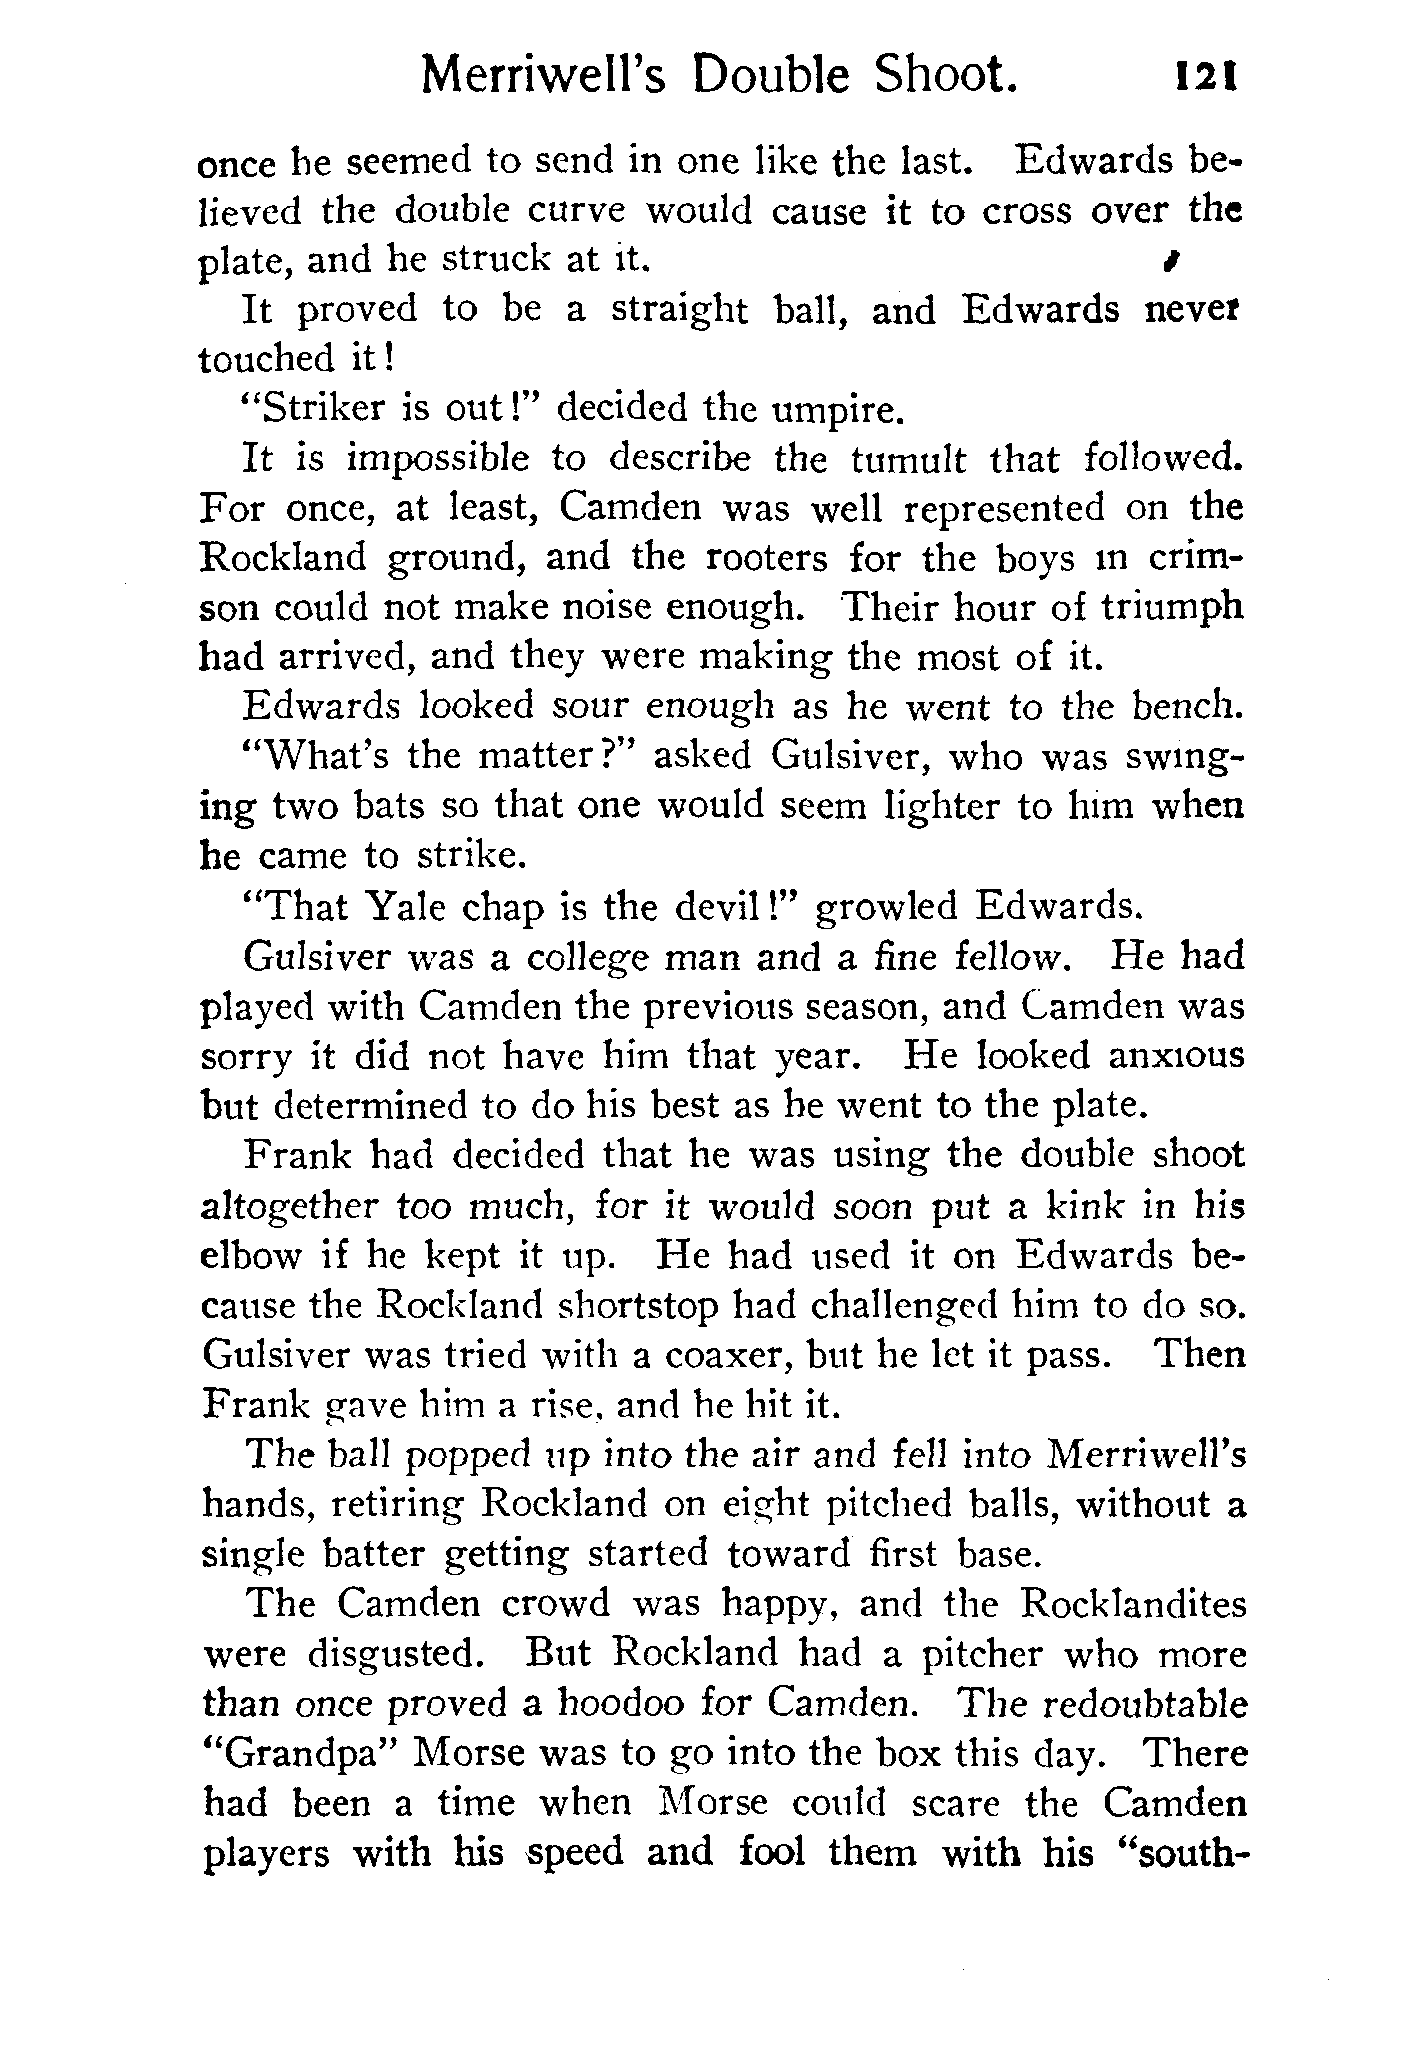 Merriwell's Double Shoot. 121
once he seemed to send in one like the last. Edwards be-
lieved the double curve would cause it to cross over the
plate, and he struck at it.
It proved to be a straight ball, and Edwards never
touched it!
"Striker is out!" decided the umpire.
It is impossible to describe the tumult that followed.
For once, at least, Camden was well represented on the
Rockland ground, and the rooters for the boys in crim-
son could not make noise enough. Their hour of triumph
had arrived, and they were making the most of it.
Edwards looked sour enough as he went to the bench.
"What's the matter?" asked Gulsiver, who was swing-
ing two bats so that one would seem lighter to him when
he came to strike.
"That Yale chap is the devil!" growled Edwards.
Gulsiver was a college man and a fine fellow. He had
played with Camden the previous season, and Camden was
sorry it did not have him that year. He looked anxious
but determined to do his best as he went to the plate.
Frank had decided that he was using the double shoot
altogether too much, for it would soon put a kink in his
elbow if he kept it up. He had used it on Edwards be-
cause the Rockland shortstop had challenged him to do so.
Gulsiver was tried with a coaxer, but he let it pass. Then
Frank gave him a rise, and he hit it.
The ball popped up into the air and fell into Merriwell's
hands, retiring Rockland on eight pitched balls, without a
single batter getting started toward first base.
The Camden crowd was happy, and the Rocklandites
were disgusted. But Rockland had a pitcher who more
than once proved a hoodoo for Camden. The redoubtable
"Grandpa" Morse was to go into the box this day. There
had been a time when Morse could scare the Camden
players with his speed and fool them with his "south-